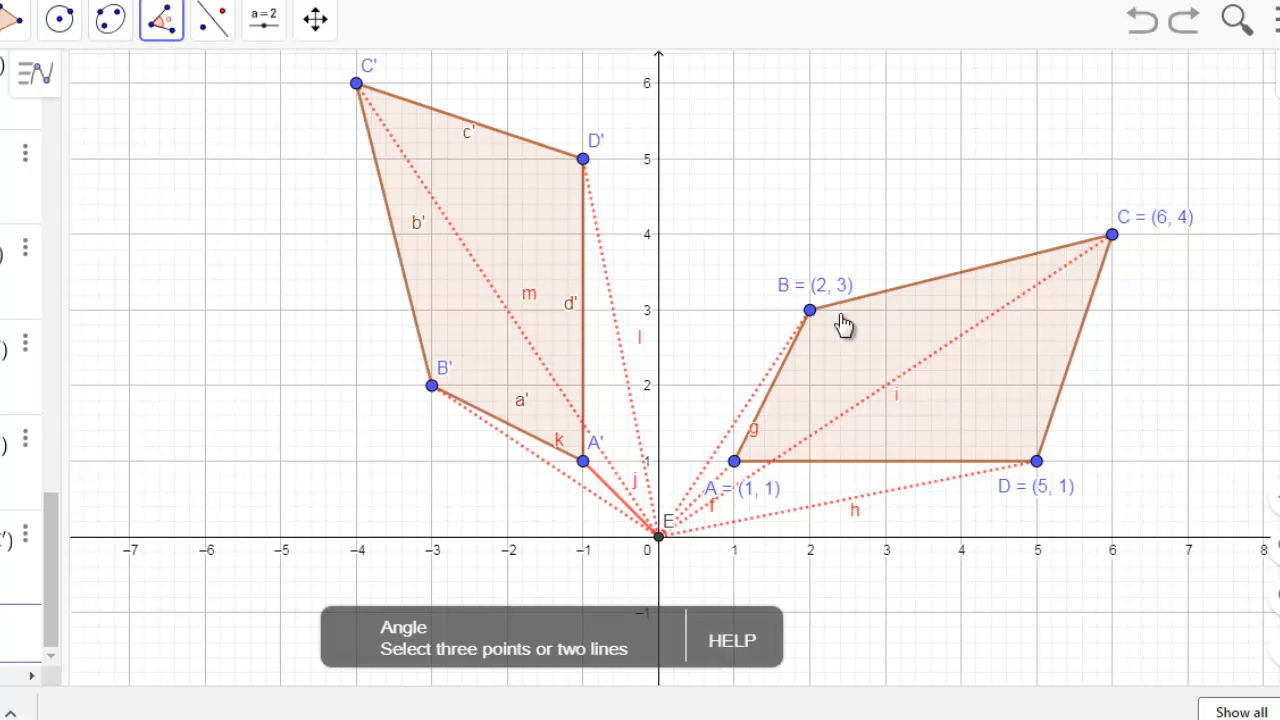 a=2
α
C'
6
c'
D'
5
C = (6, 4)
b'
4
B = (2, 3)
m
d'
3
l
B'
2
a'
i
k
A'
g
1
j
A = (1, 1)
D = (5, 1)
f
h
E
)
)
')
')
')
−7 −6 −5 −4 −3 −2 −1 0 1 2 3 4 5 6 7 8
−1
Angle
Select three points or two lines
HELP
Show all